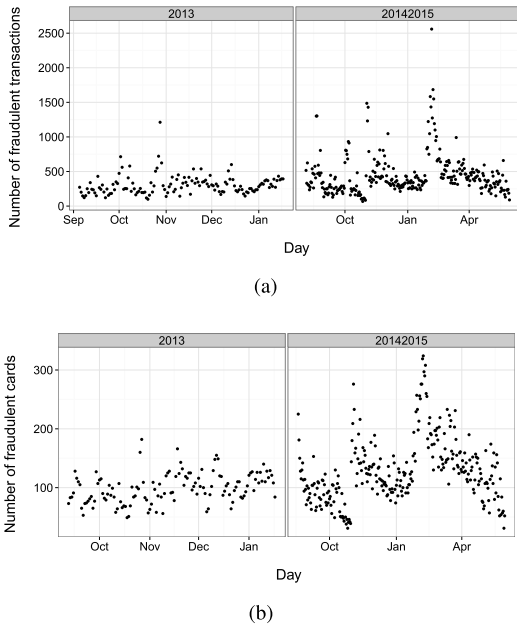 2013 20142015
Number of fraudulent transactions
2500
2000
1500
1000
500
0
Sep Oct Nov Dec Jan Oct Jan Apr
Day
(a)
2013 20142015
Number of fraudulent cards
300
200
100
Oct Nov Dec Jan Oct Jan Apr
Day
(b)